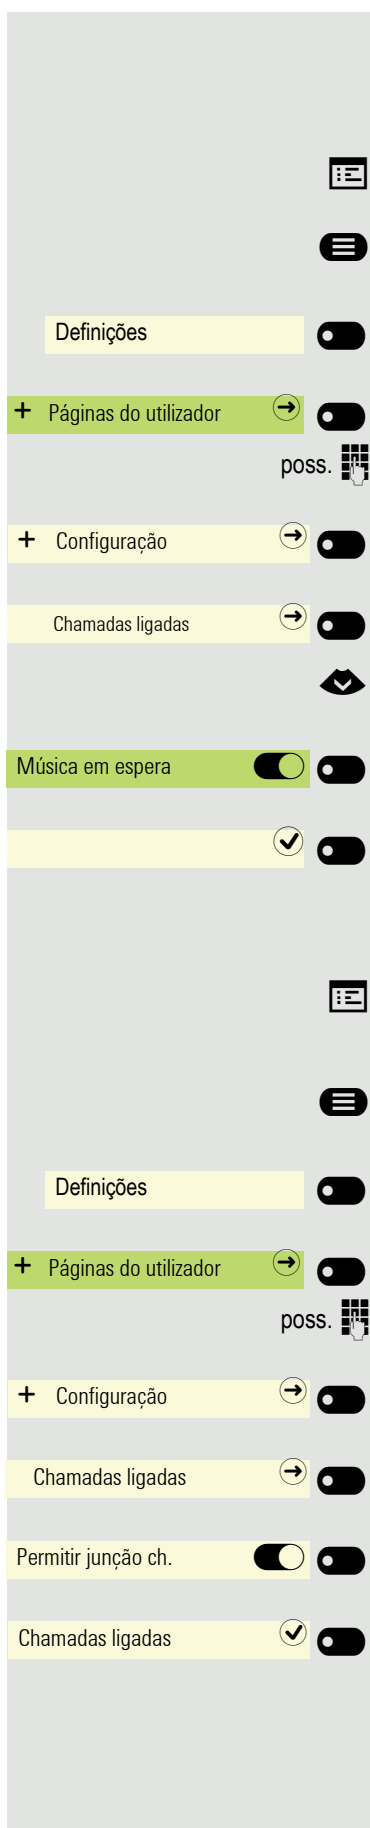 Definições
+ Páginas do utilizador
poss.
+ Configuração
Chamadas ligadas
Música em espera
Definições
+ Páginas do utilizador
poss.
+ Configuração
Chamadas ligadas
Permitir junção ch.
Chamadas ligadas